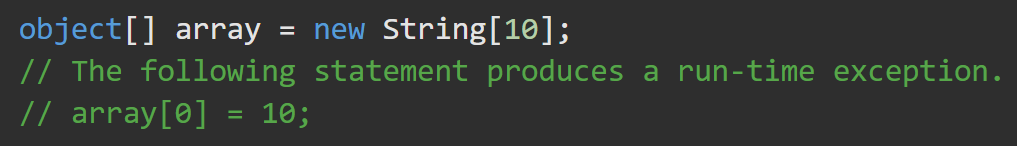 object[] array = new String[10];
// The following statement produces a run-time exception.
// array[0] = 10;